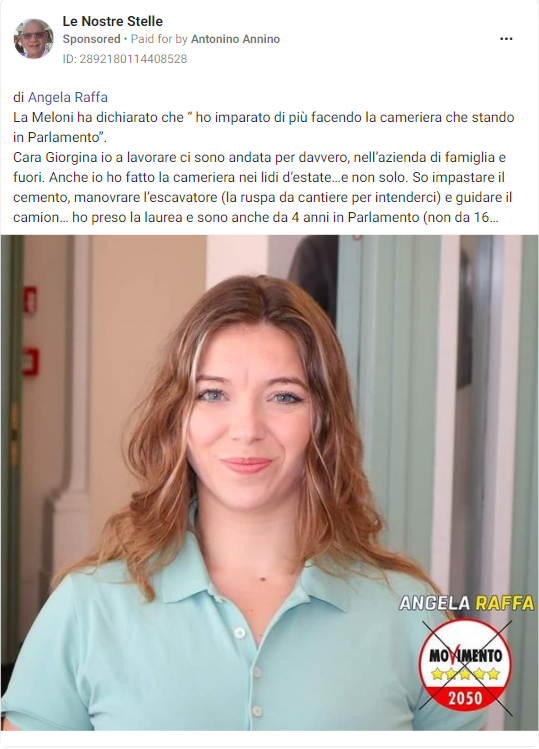 Le Nostre Stelle
Sponsored • Paid for by Antonino Annino
ID: 2892180114408528
di Angela Raffa
La Meloni ha dichiarato che “ ho imparato di più facendo la cameriera che stando
in Parlamento”.
Cara Giorgina io a lavorare ci sono andata per davvero, nell’azienda di famiglia e
fuori. Anche io ho fatto la cameriera nei lidi d’estate…e non solo. So impastare il
cemento, manovrare l’escavatore (la ruspa da cantiere per intenderci) e guidare il
camion… ho preso la laurea e sono anche da 4 anni in Parlamento (non da 16…
ANGELA RAFFA
MOVIMENTO
2050